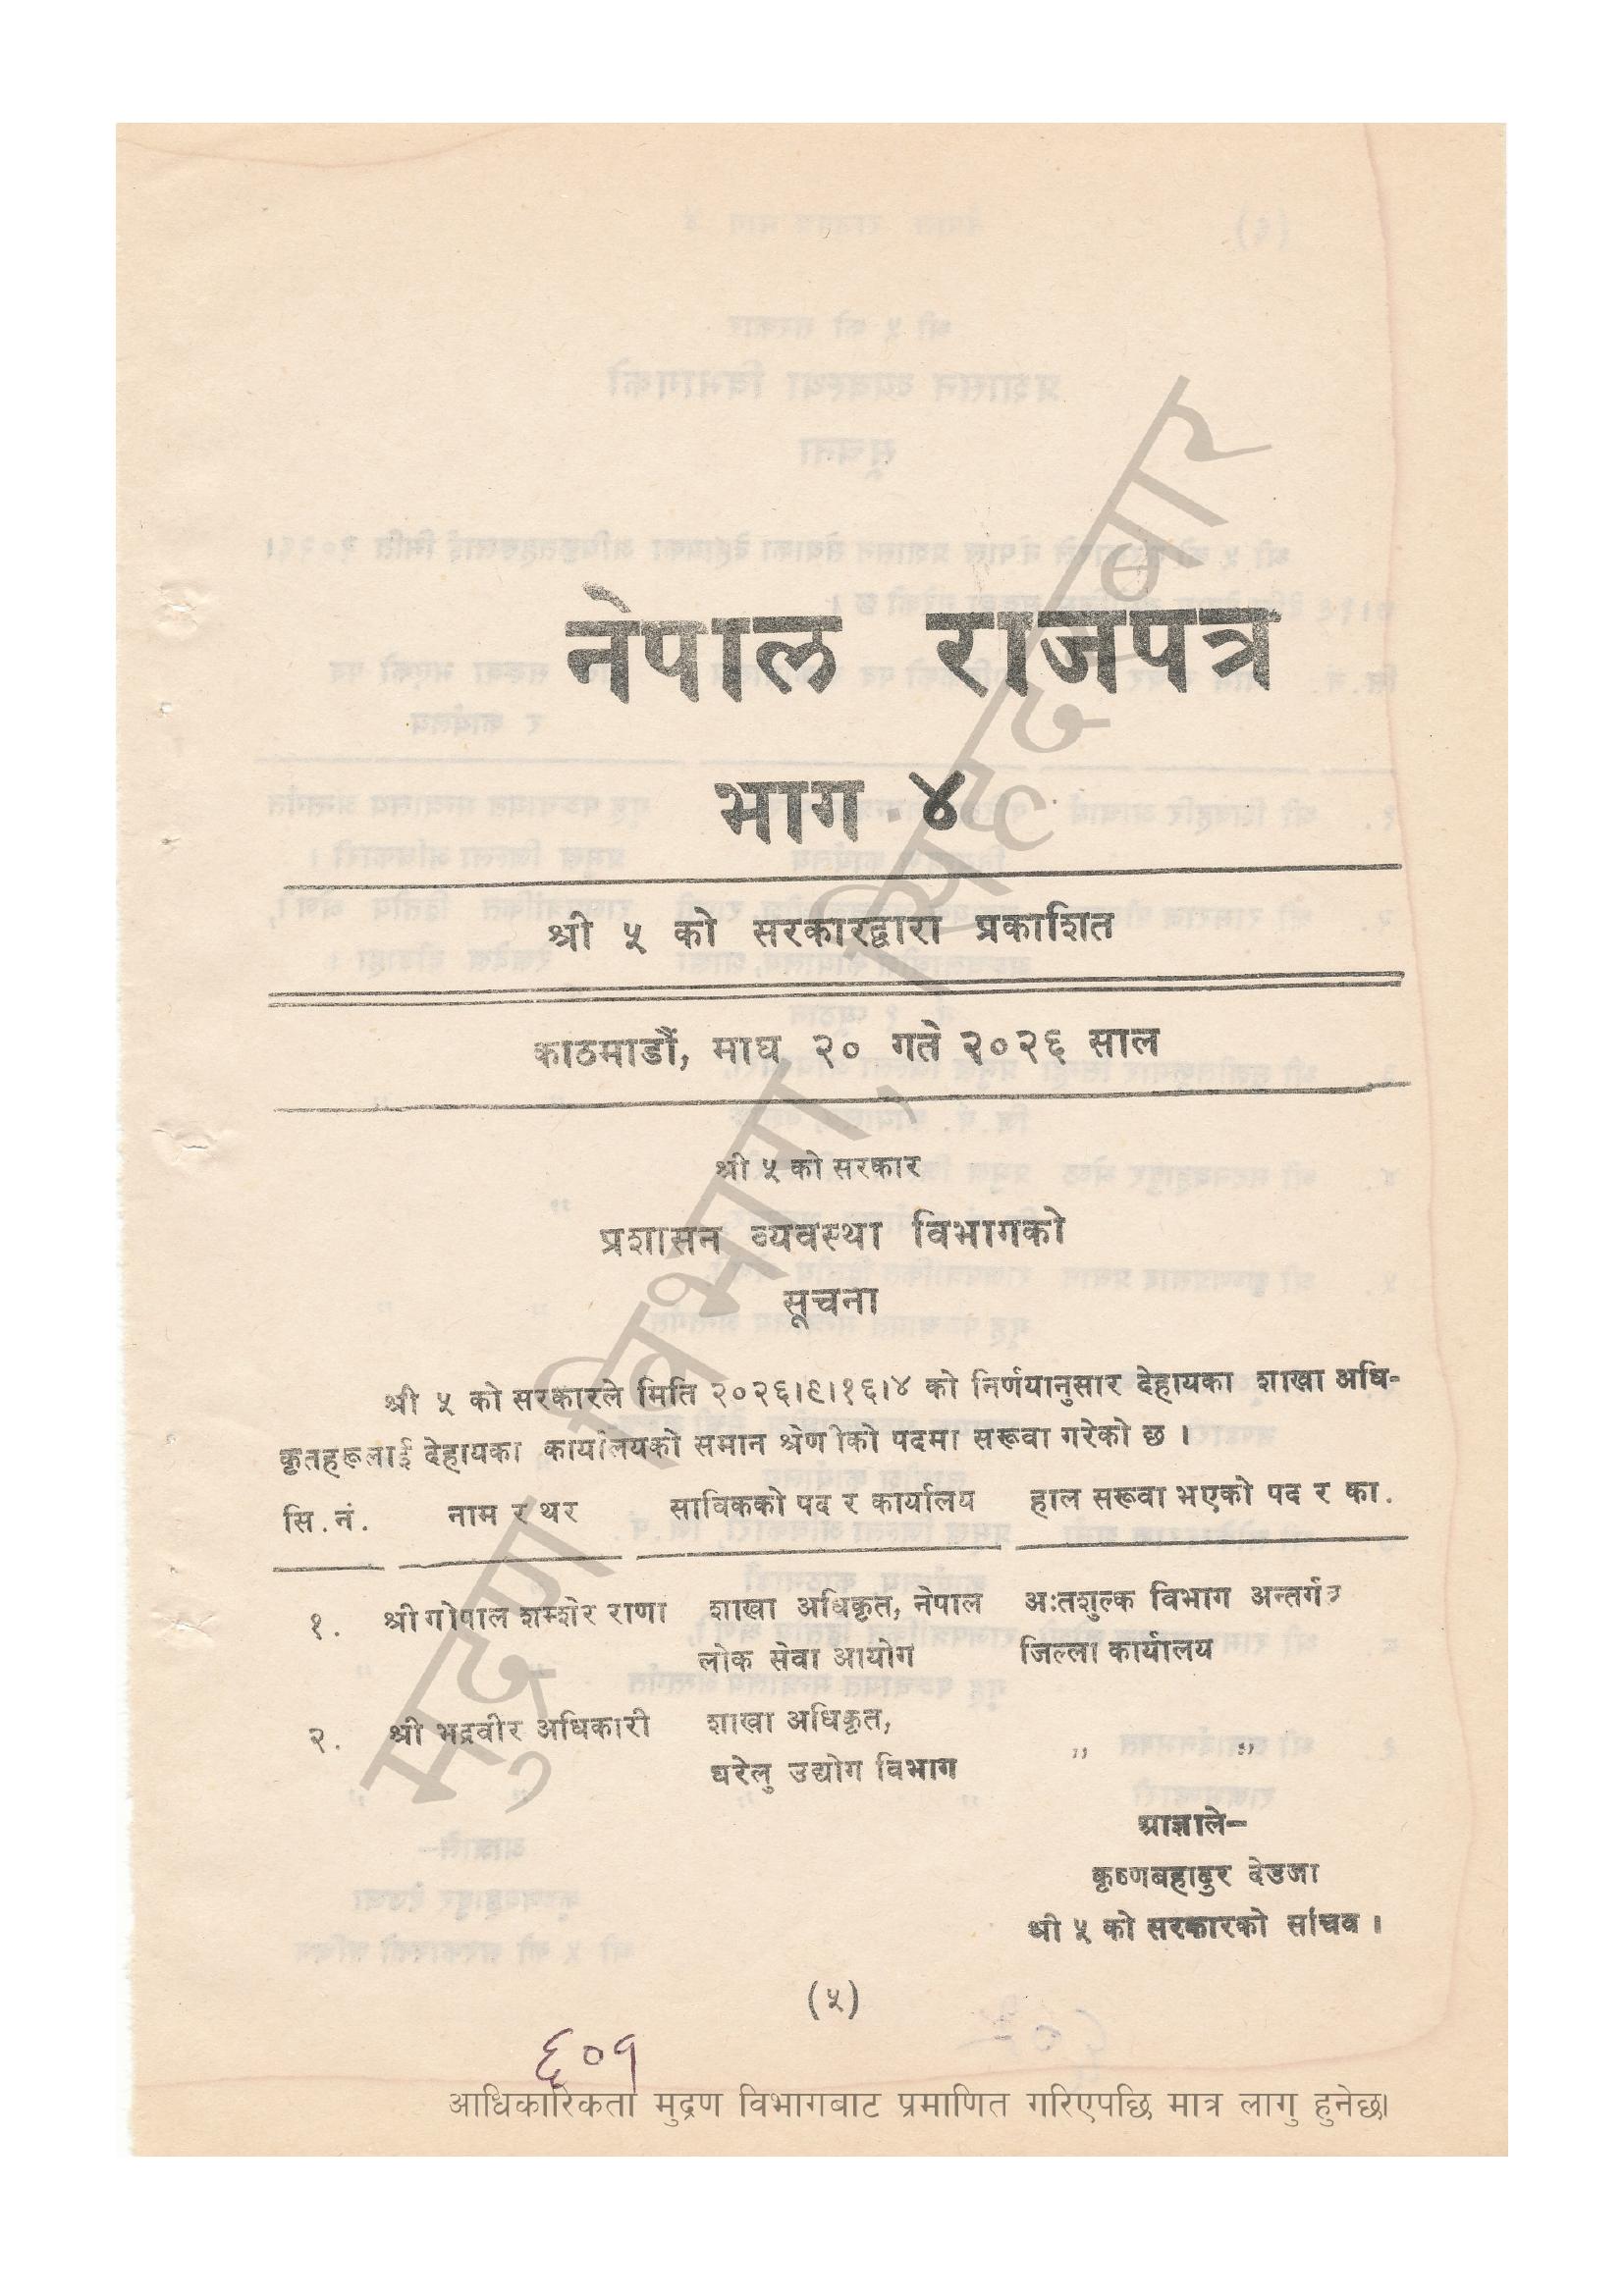 नेपाल राजपत्र
भाग ४
श्री ५ को सरकारद्वारा प्रकाशित
काठमाडौं, माघ २० गते २०२६ साल
श्री ५ को सरकार
प्रशासन व्यवस्था विभागको
सूचना
श्री ५ को सरकारले मिति २०२६।९।१६।४ को निर्णयानुसार देहायका शाखा अधि-
कृतहरूलाई देहायका कार्यालयको समान श्रेणीको पदमा सरूवा गरेको छ ।
सि.नं. नाम र थर साविकको पद र कार्यालय हाल सरूवा भएको पद र का.
१. श्री गोपाल शम्शेर राणा शाखा अधिकृत, नेपाल अःतशुल्क विभाग अन्तर्गत
लोक सेवा आयोग जिल्ला कार्यालय
२. श्री भद्रवीर अधिकारी शाखा अधिकृत,
घरेलु उद्योग विभाग " "
आज्ञाले-
कृष्णबहादुर देउजा
श्री ५ को सरकारको सचिव ।
(५)
६०१
आधिकारिकता मुद्रण विभागबाट प्रमाणित गरिएपछि मात्र लागु हुनेछ।